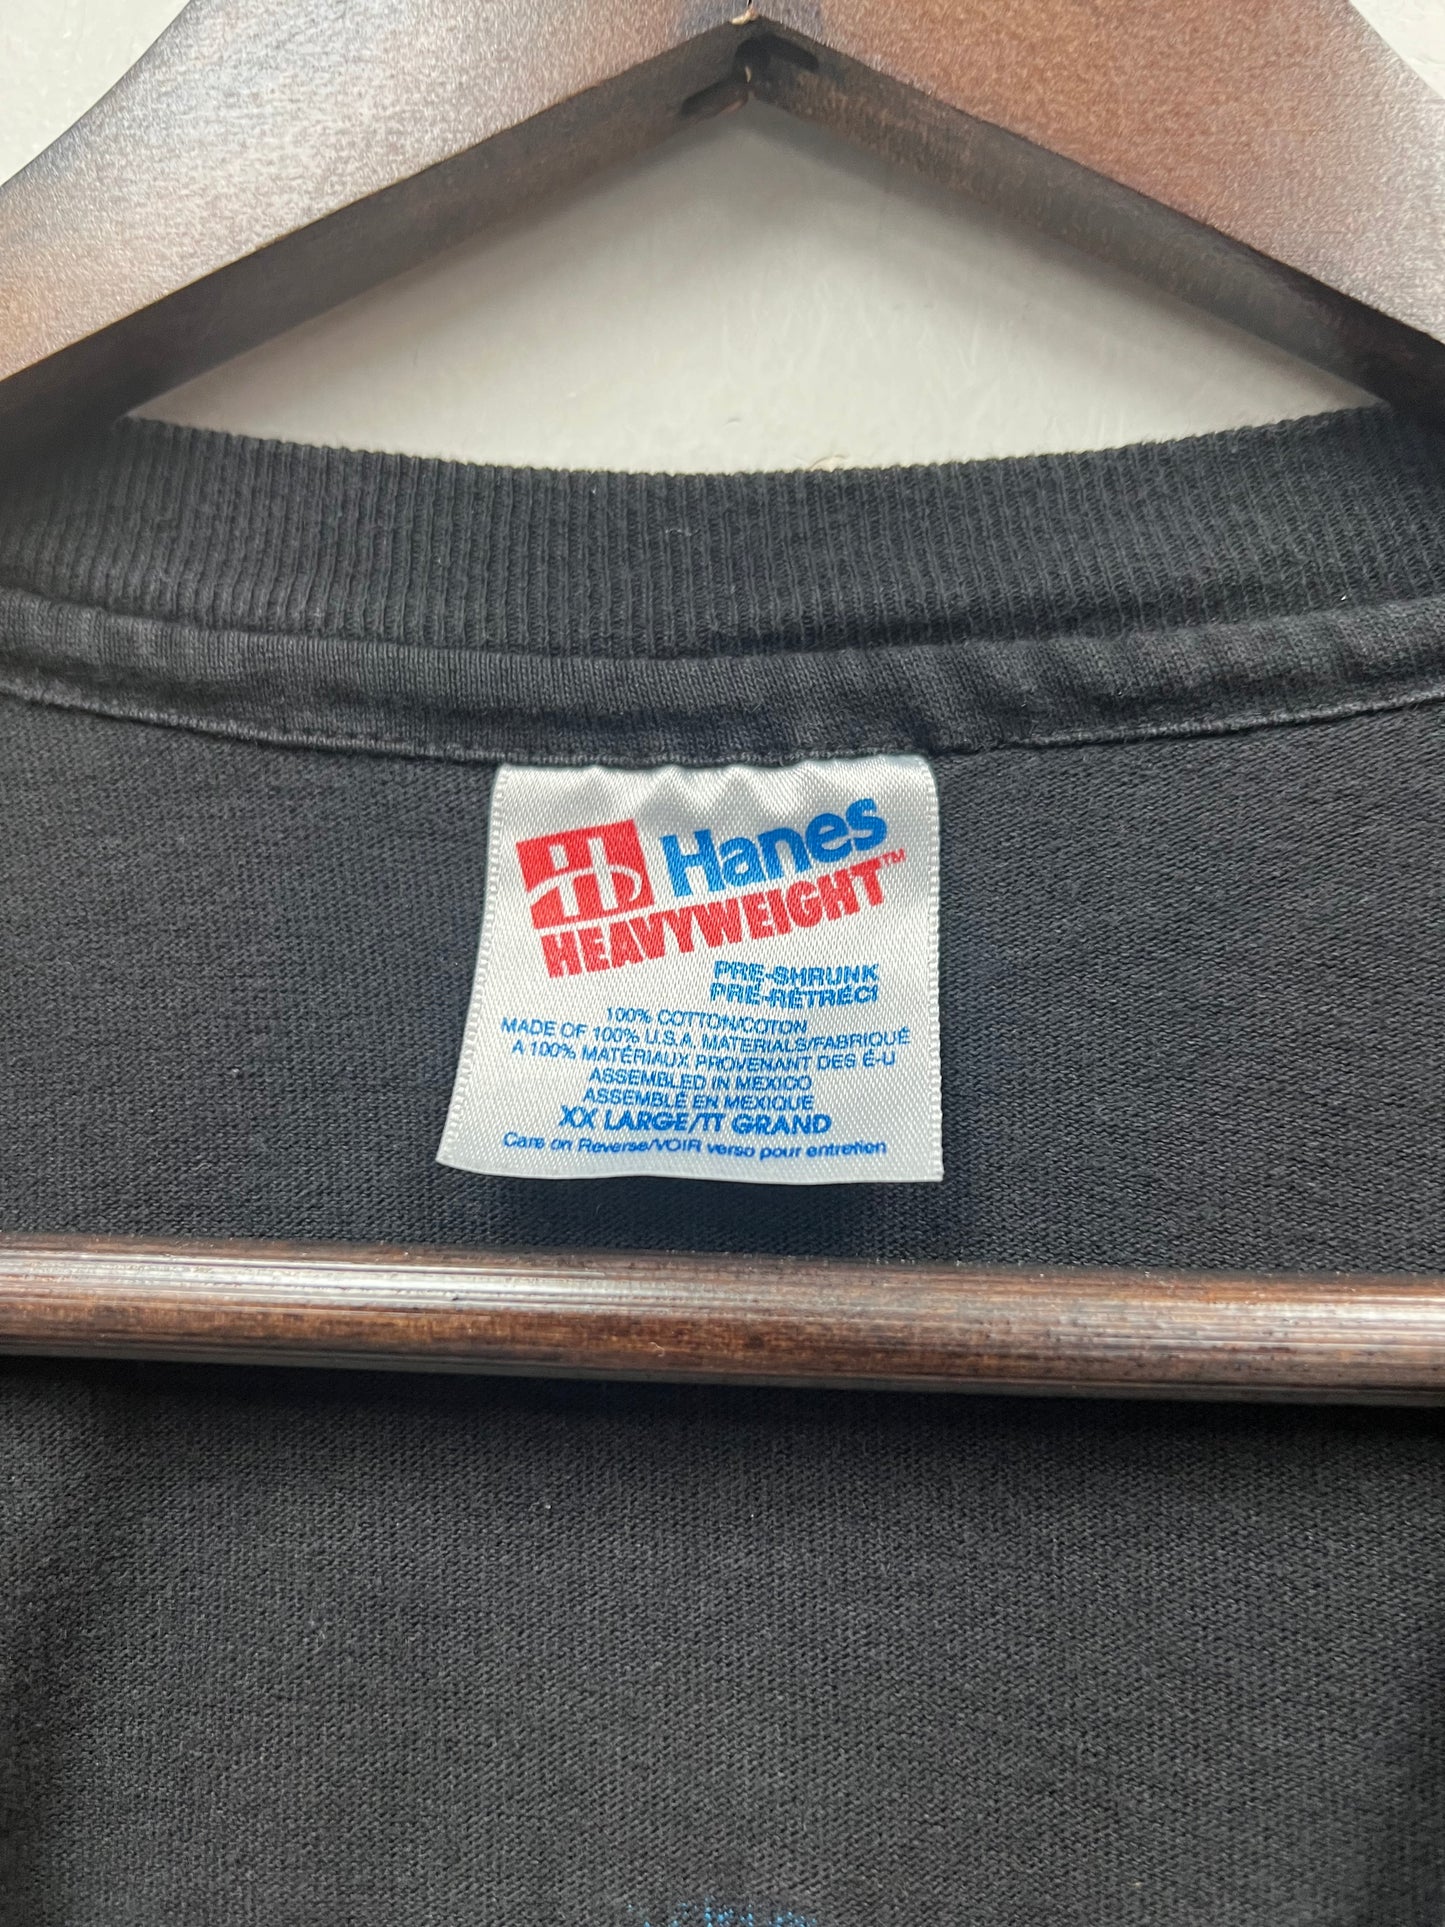 H Hanes
HEAVYWEIGHT™
PRE-SHRUNK
PRÉ-RÉTRÉCI
100% COTTON/COTON
MADE OF 100% U.S.A. MATERIALS/FABRIQUÉ
A 100% MATÉRIAUX PROVENANT DES É-U
ASSEMBLED IN MEXICO
ASSEMBLÉ EN MEXIQUE
XX LARGE/TT GRAND
Care on Reverse/VOIR verso pour entretien